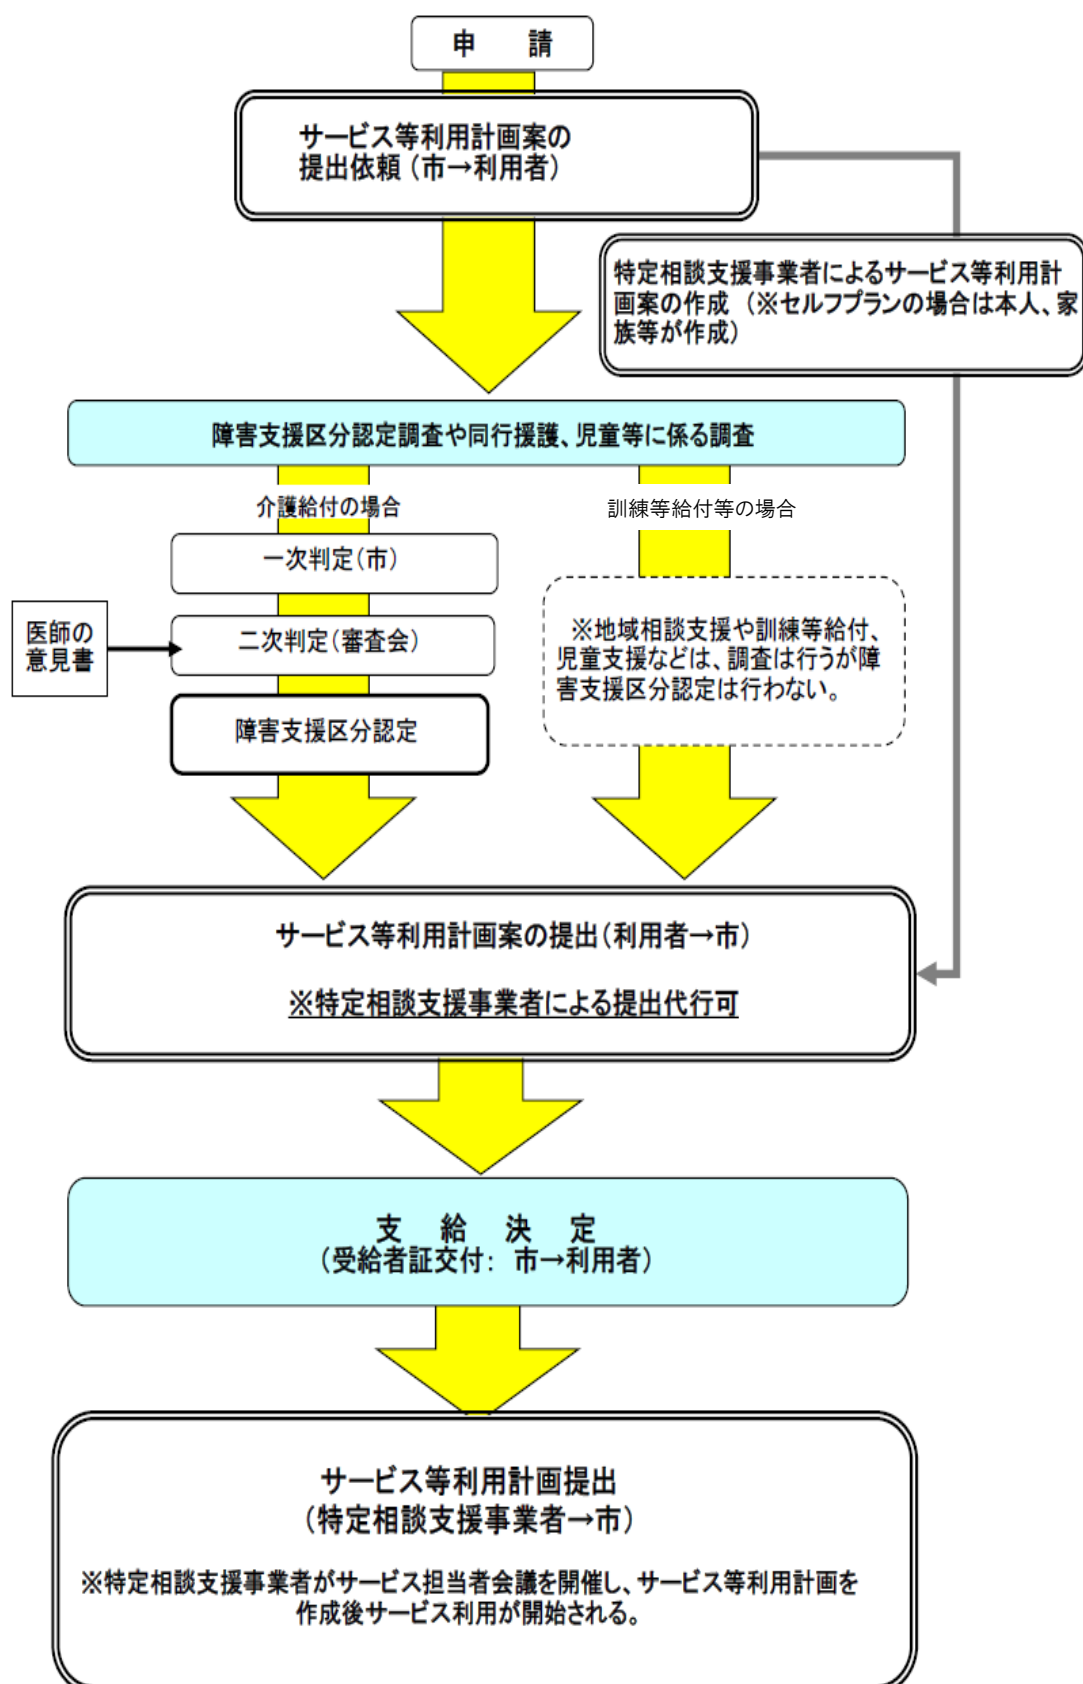 申　請
サービス等利用計画案の
提出依頼（市→利用者）
特定相談支援事業者によるサービス等利用計
画案の作成　（※セルフプランの場合は本人、家
族等が作成）
障害支援区分認定調査や同行援護、児童等に係る調査
介護給付の場合
訓練等給付等の場合
一次判定（市）
医師の
意見書
二次判定（審査会）
障害支援区分認定
※地域相談支援や訓練等給付、
児童支援などは、調査は行うが障
害支援区分認定は行わない。
サービス等利用計画案の提出（利用者→市）
※特定相談支援事業者による提出代行可
支　給　決　定
（受給者証交付：　市→利用者）
サービス等利用計画提出
（特定相談支援事業者→市）
※特定相談支援事業者がサービス担当者会議を開催し、サービス等利用計画を
作成後サービス利用が開始される。